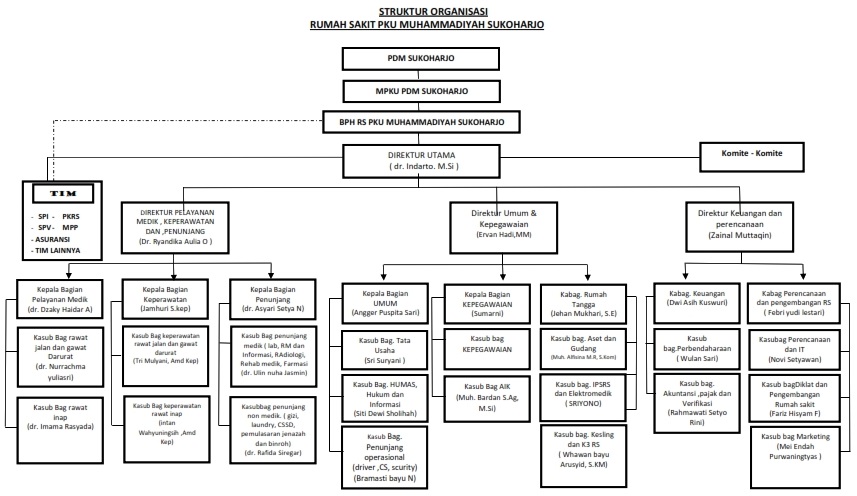 STRUKTUR ORGANISASI
RUMAH SAKIT PKU MUHAMMADIYAH SUKOHARJO
PDM SUKOHARJO
MPKU PDM SUKOHARJO
BPH RS PKU MUHAMMADIYAH SUKOHARJO
DIREKTUR UTAMA
( dr. Indarto. M.Si )
Komite - Komite
TIM
- SPI - PKRS
- SPV - MPP
- ASURANSI
- TIM LAINNYA
DIREKTUR PELAYANAN
MEDIK , KEPERAWATAN
DAN ,PENUNJANG
(Dr. Ryandika Aulia O )
Direktur Umum &
Kepegawaian
(Ervan Hadi,MM)
Direktur Keuangan dan
perencanaan
(Zainal Muttaqin)
Kepala Bagian
Pelayanan Medik
(dr. Dzaky Haidar A)
Kasub Bag rawat
jalan dan gawat
Darurat
(dr. Nurrachma
yuliasri)
Kasub Bag rawat
inap
(dr. Imama Rasyada)
Kepala Bagian
Keperawatan
(Jamhuri S.kep)
Kasub Bag keperawatan
rawat jalan dan gawat
darurat
(Tri Mulyani, Amd Kep)
Kasub Bag keperawatan
rawat inap
(intan
Wahyuningsih ,Amd
Kep)
Kepala Bagian
Penunjang
(dr. Asyari Setya N)
Kasub Bag penunjang
medik ( lab, RM dan
Informasi, RAdiologi,
Rehab medik, Farmasi
(dr. Ulin nuha Jasmin)
Kasubbag penunjang
non medik. ( gizi,
laundry, CSSD,
pemulasaran jenazah
dan binroh)
(dr. Rafida Siregar)
Kepala Bagian
UMUM
(Angger Puspita Sari)
Kasub Bag. Tata
Usaha
(Sri Suryani )
Kasub Bag. HUMAS,
Hukum dan
Informasi
(Siti Dewi Sholihah)
Kasub Bag.
Penunjang
operasional
(driver ,CS, scurity)
(Bramasti bayu N)
Kepala Bagian
KEPEGAWAIAN
(Sumarni)
Kasub bag
KEPEGAWAIAN
Kasub Bag AIK
(Muh. Bardan S.Ag,
M.Si)
Kabag. Rumah
Tangga
(Jehan Mukhari, S.E)
Kasub bag. Aset dan
Gudang
(Muh. Alfisina M.R, S.Kom)
Kasub bag. IPSRS
dan Elektromedik
( SRIYONO)
Kasub bag. Kesling
dan K3 RS
( Whawan bayu
Arusyid, S.KM)
Kabag. Keuangan
(Dwi Asih Kuswuri)
Kasub
bag.Perbendaharaan
( Wulan Sari)
Kasub bag.
Akuntansi ,pajak dan
Verifikasi
(Rahmawati Setyo
Rini)
Kabag Perencanaan
dan pengembangan RS
( Febri yudi lestari)
Kasubag Perencanaan
dan IT
(Novi Setyawan)
Kasub bagDiklat dan
Pengembangan
Rumah sakit
(Fariz Hisyam F)
Kasub bag Marketing
(Mei Endah
Purwaningtyas )